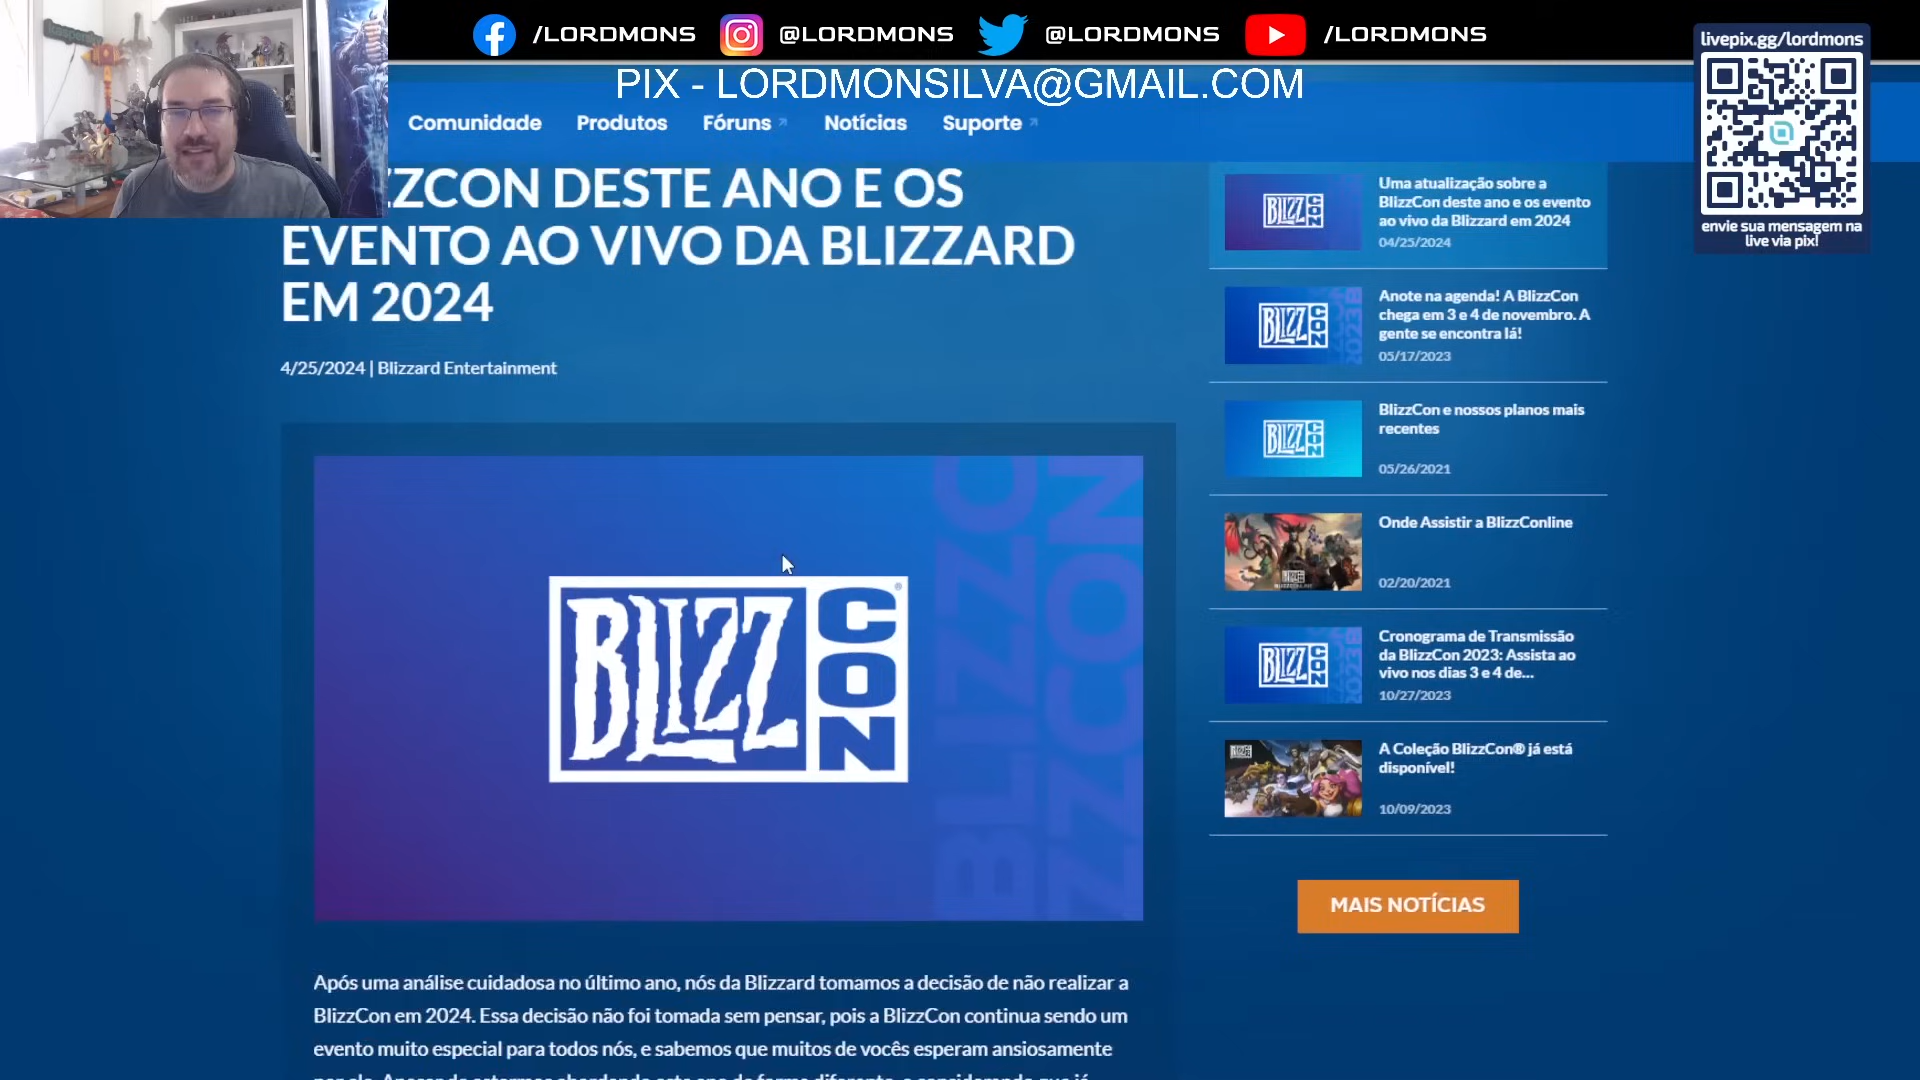 /LORDMONS
@LORDMONS
@LORDMONS
/LORDMONS
PIX - LORDMONSILVA@GMAIL.COM
livepix.gg/lordmons
envie sua mensagem na
live via pix!
Comunidade
Produtos
Fóruns
Notícias
Suporte
ZZCON DESTE ANO E OS
EVENTO AO VIVO DA BLIZZARD
EM 2024
4/25/2024 | Blizzard Entertainment
BLIZZCON
BLIZZC
ZZCON
Após uma análise cuidadosa no último ano, nós da Blizzard tomamos a decisão de não realizar a
BlizzCon em 2024. Essa decisão não foi tomada sem pensar, pois a BlizzCon continua sendo um
evento muito especial para todos nós, e sabemos que muitos de vocês esperam ansiosamente
BLIZZCON
Uma atualização sobre a
BlizzCon deste ano e os evento
ao vivo da Blizzard em 2024
04/25/2024
BLIZZCON
Anote na agenda! A BlizzCon
chega em 3 e 4 de novembro. A
gente se encontra lá!
05/17/2023
BLIZZCON
BlizzCon e nossos planos mais
recentes
05/26/2021
Onde Assistir a BlizzConline
02/20/2021
BLIZZCON
Cronograma de Transmissão
da BlizzCon 2023: Assista ao
vivo nos dias 3 e 4 de...
10/27/2023
A Coleção BlizzCon® já está
disponível!
10/09/2023
MAIS NOTÍCIAS